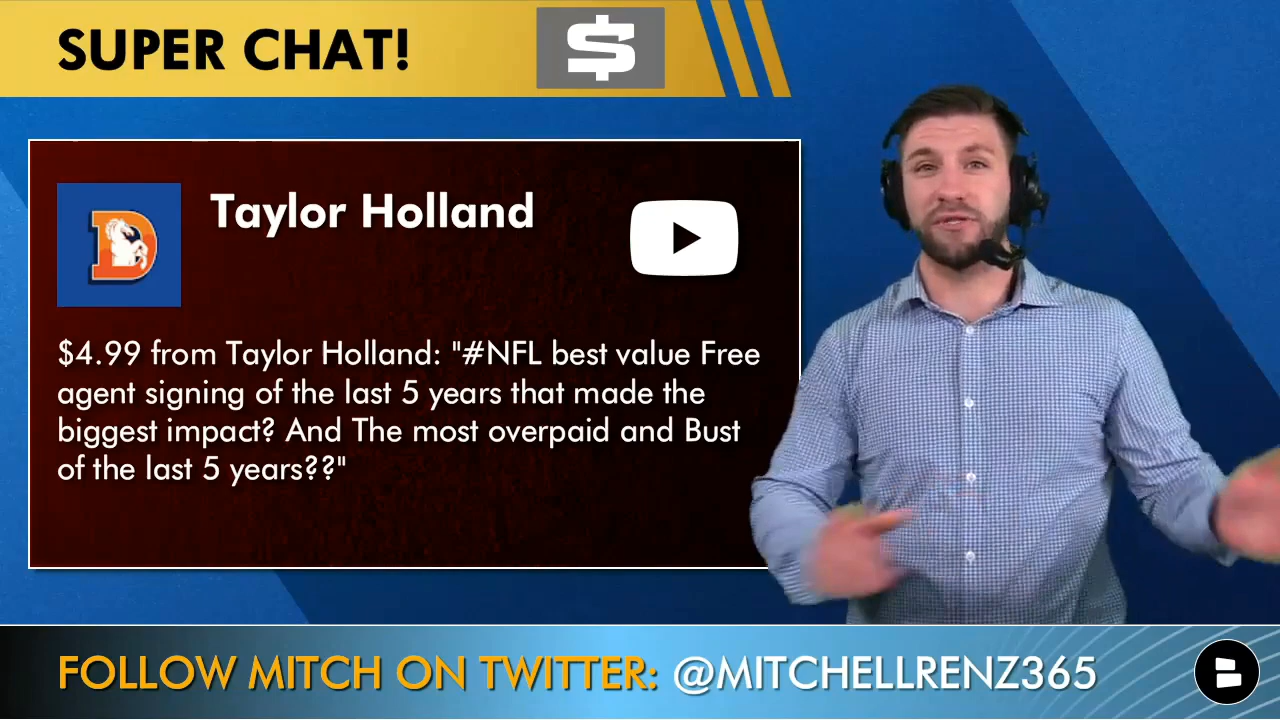 SUPER CHAT!
$
D
Taylor Holland
$4.99 from Taylor Holland: "#NFL best value Free
agent signing of the last 5 years that made the
biggest impact? And The most overpaid and Bust
of the last 5 years??"
FOLLOW MITCH ON TWITTER: @MITCHELLRENZ365